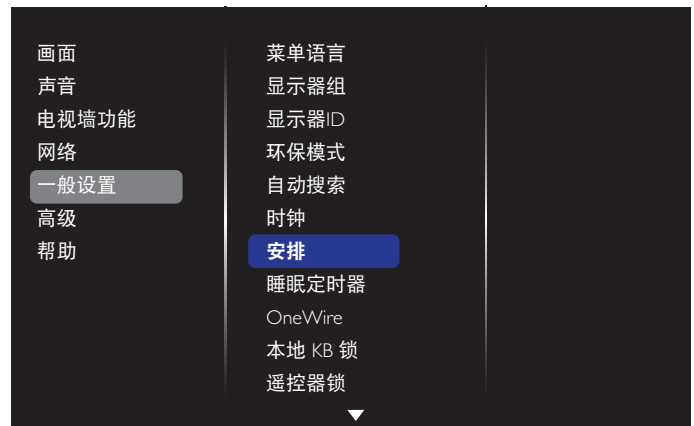 画面
声音
电视墙功能
网络
一般设置
高级
帮助
菜单语言
显示器组
显示器ID
环保模式
自动搜索
时钟
安排
睡眠定时器
OneWire
本地 KB 锁
遥控器锁